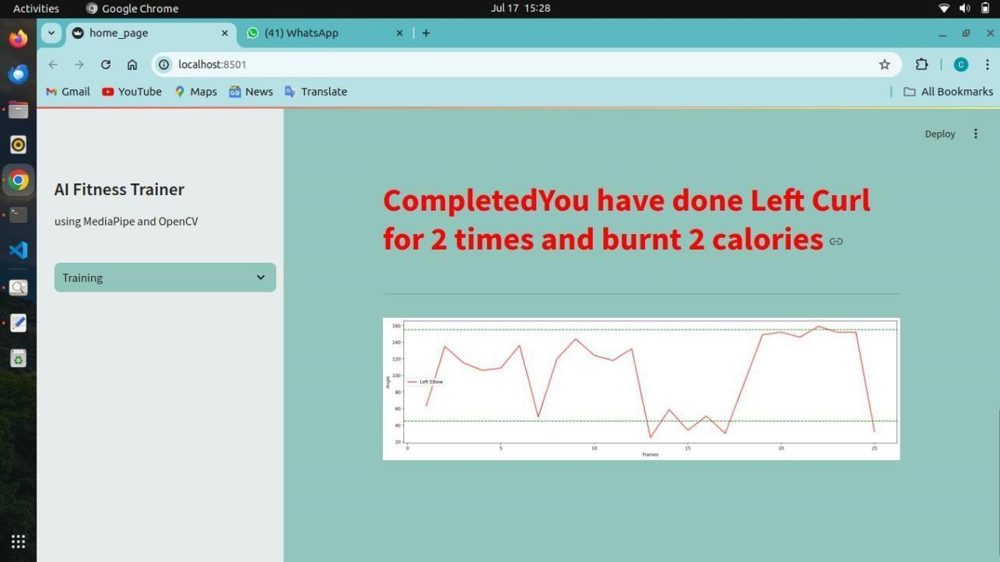 Activities
Google Chrome
Jul 17 15:28
home_page
(41) WhatsApp
localhost:8501
C
Gmail
YouTube
Maps
News
Translate
All Bookmarks
Deploy
AI Fitness Trainer
using MediaPipe and OpenCV
Training
CompletedYou have done Left Curl
for 2 times and burnt 2 calories
160
140
120
100
80
60
40
20
Angle
Left Elbow
0
5
10
15
20
25
Frames